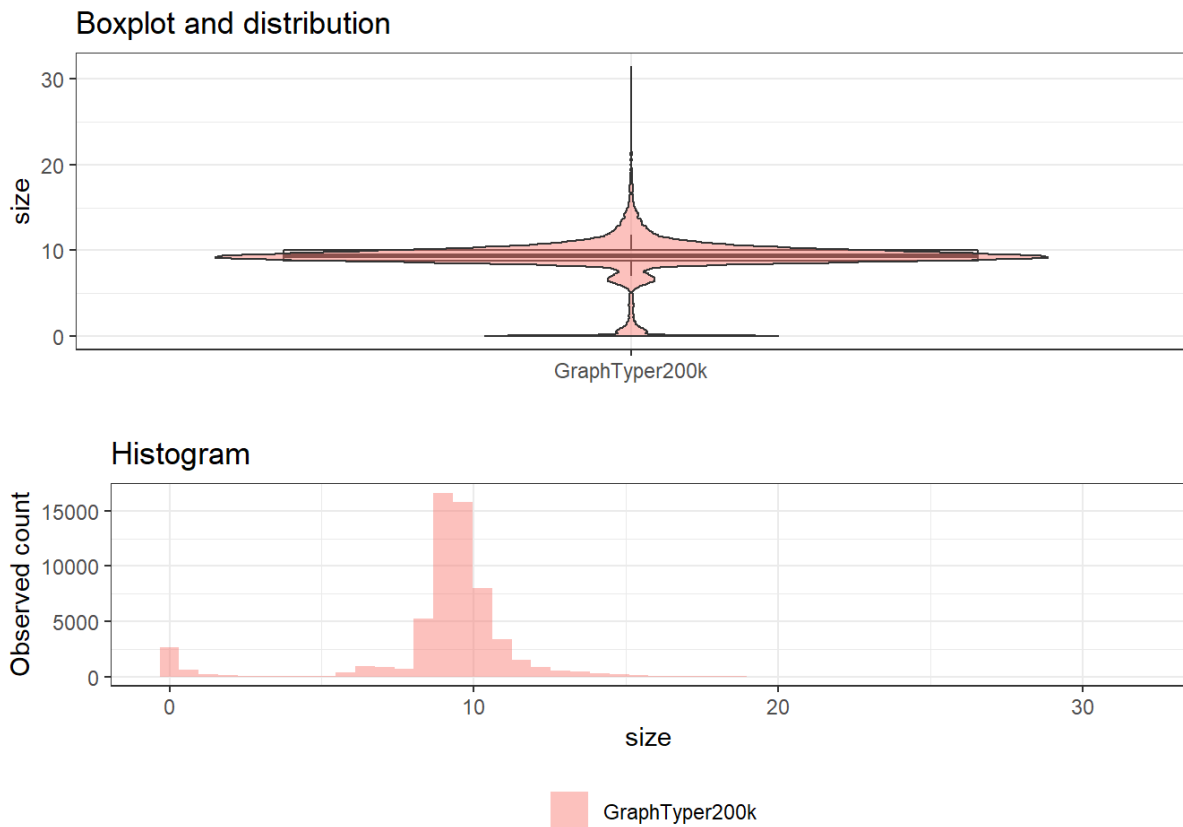 Boxplot and distribution
size
30
20
10
0
GraphTyper200k
Histogram
Observed count
15000
10000
5000
0
0 10 20 30
size
GraphTyper200k